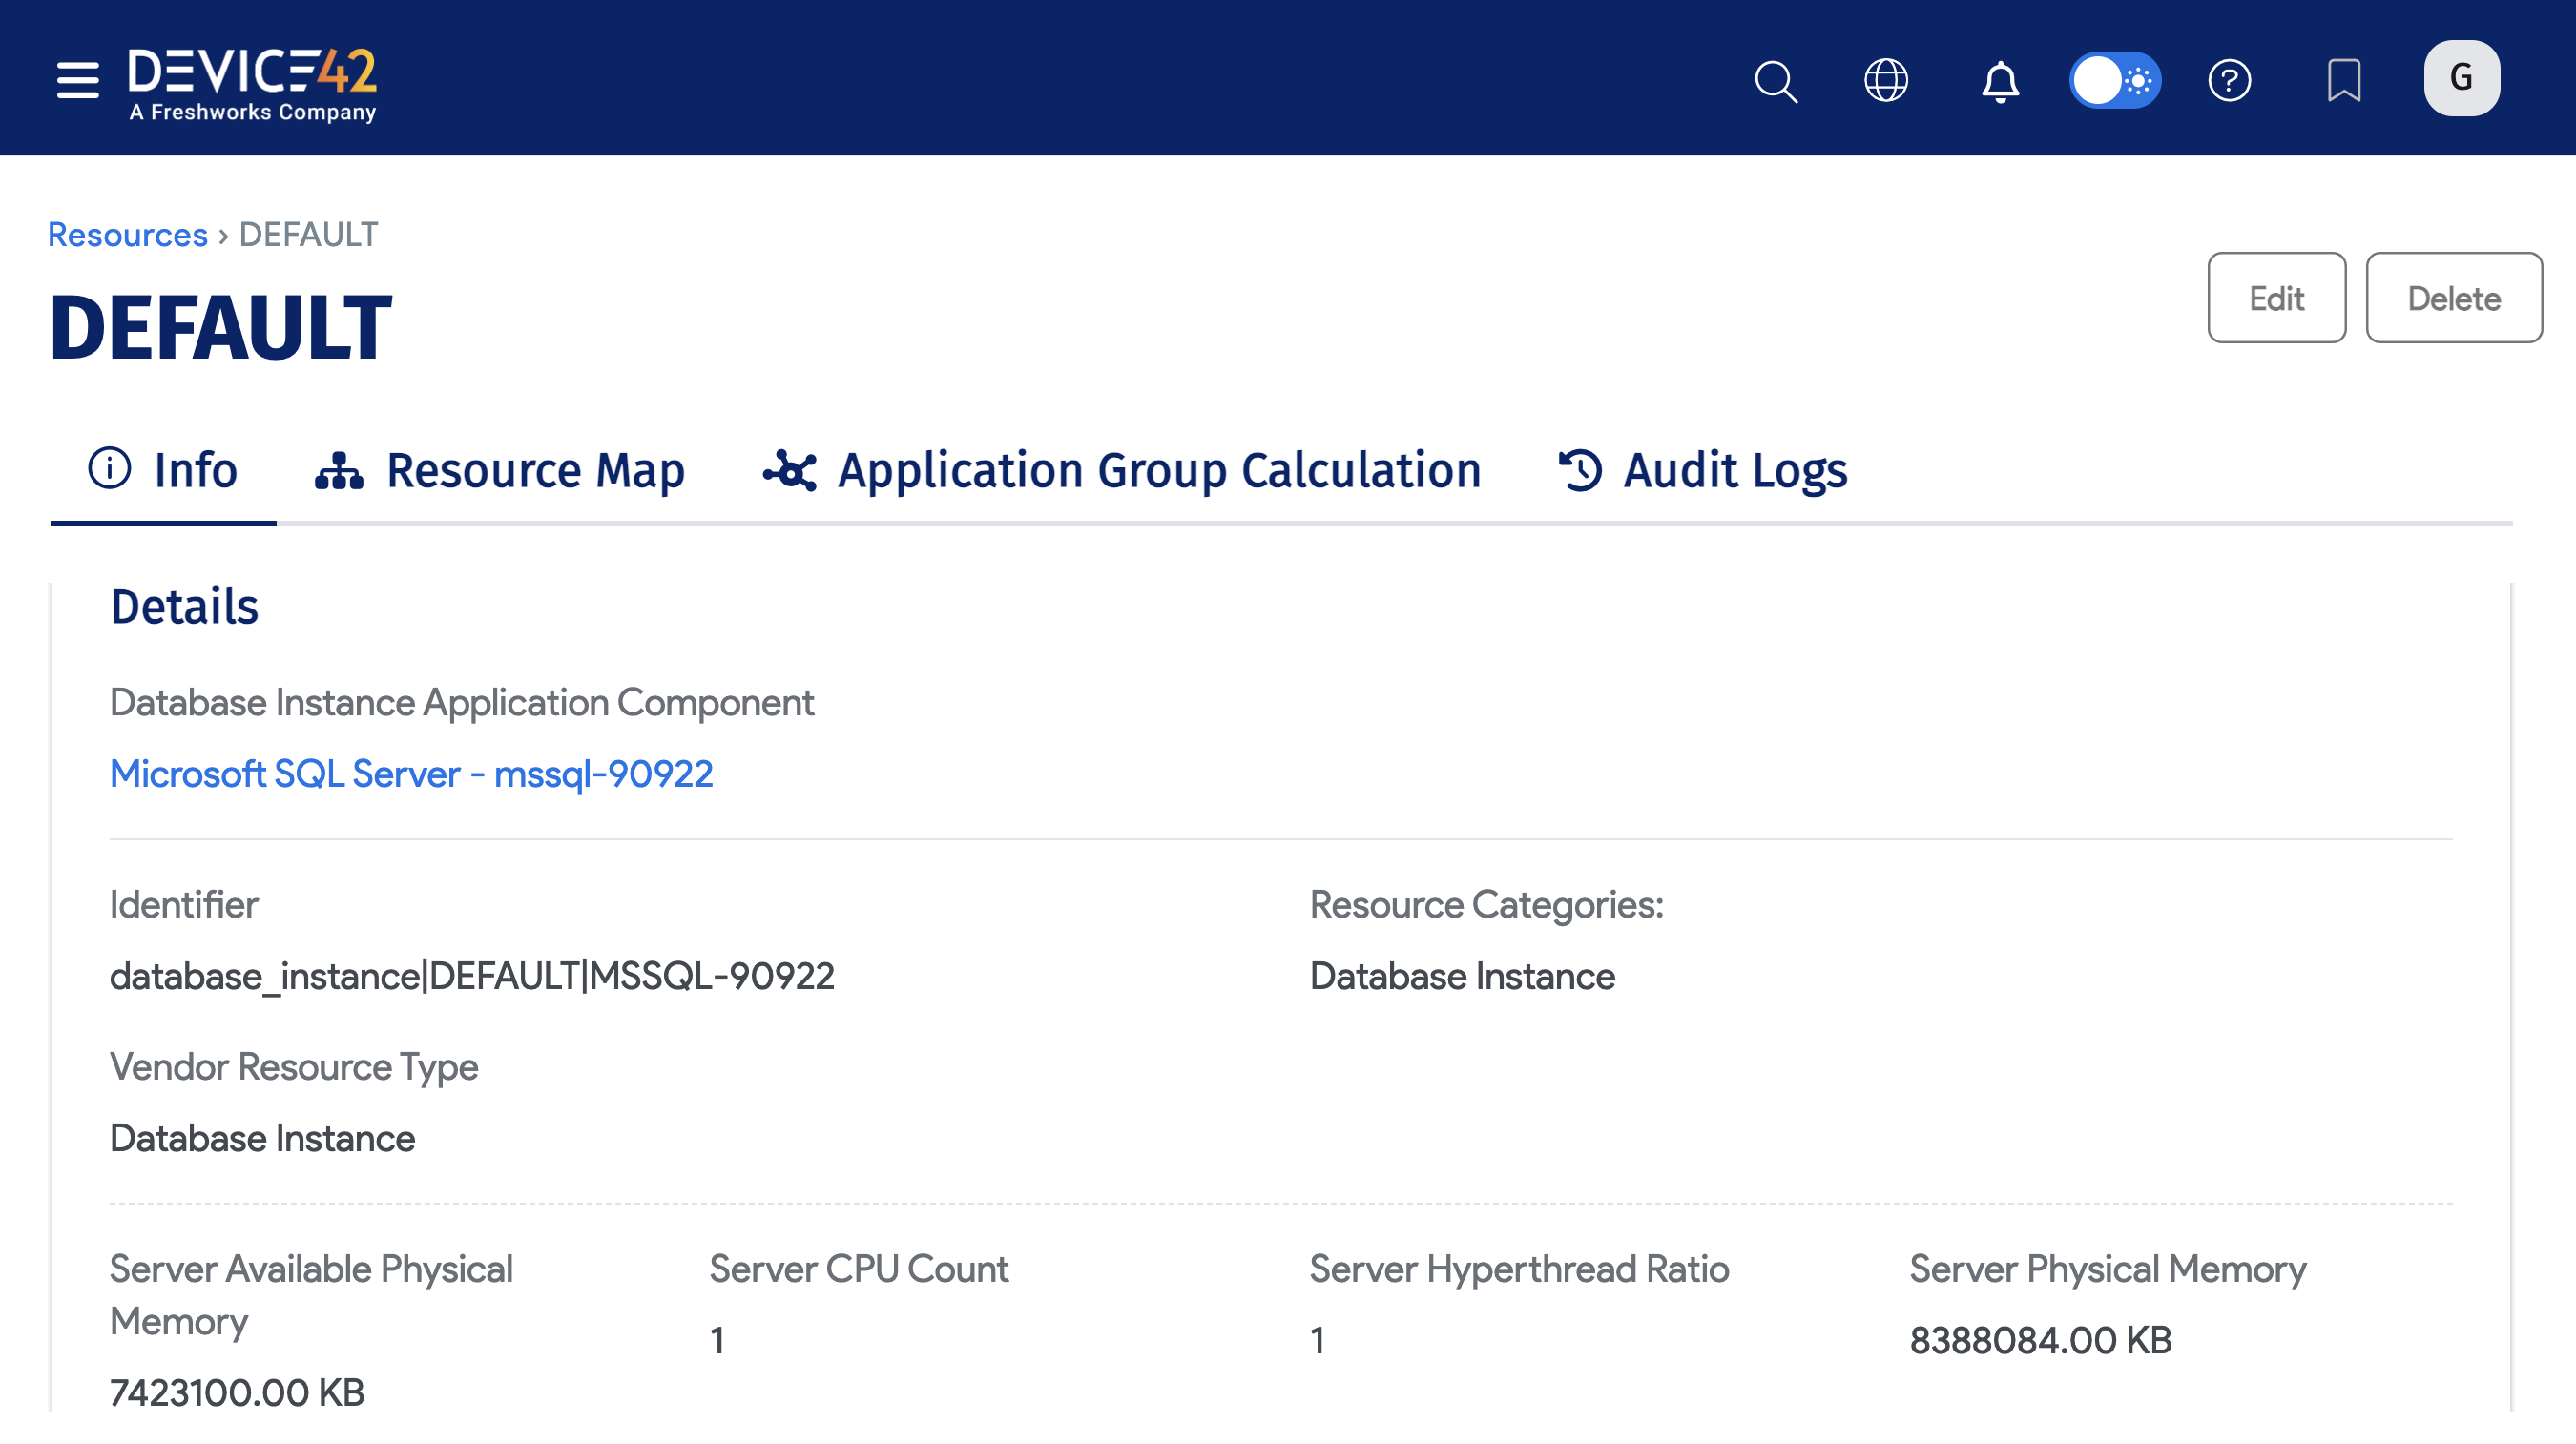 DEVICE42
A Freshworks Company
G
Resources › DEFAULT
DEFAULT
Edit
Delete
Info
Resource Map
Application Group Calculation
Audit Logs
Details
Database Instance Application Component
Microsoft SQL Server - mssql-90922
Identifier
database_instance|DEFAULT|MSSQL-90922
Resource Categories:
Database Instance
Vendor Resource Type
Database Instance
Server Available Physical
Memory
7423100.00 KB
Server CPU Count
1
Server Hyperthread Ratio
1
Server Physical Memory
8388084.00 KB